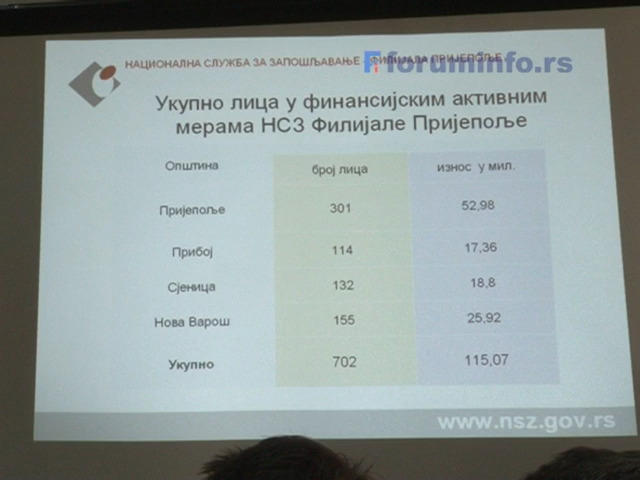 НАЦИОНАЛНА СЛУЖБА ЗА ЗАПОШЉАВАЊЕ ФИЛИЈАЛА ПРИЈЕПОЉЕ
foruminfo.rs
Укупно лица у финансијским активним
мерама НСЗ Филијале Пријепоље
Општина број лица износ у мил.
Пријепоље 301 52,98
Прибој 114 17,36
Сјеница 132 18,8
Нова Варош 155 25,92
Укупно 702 115,07
www.nsz.gov.rs